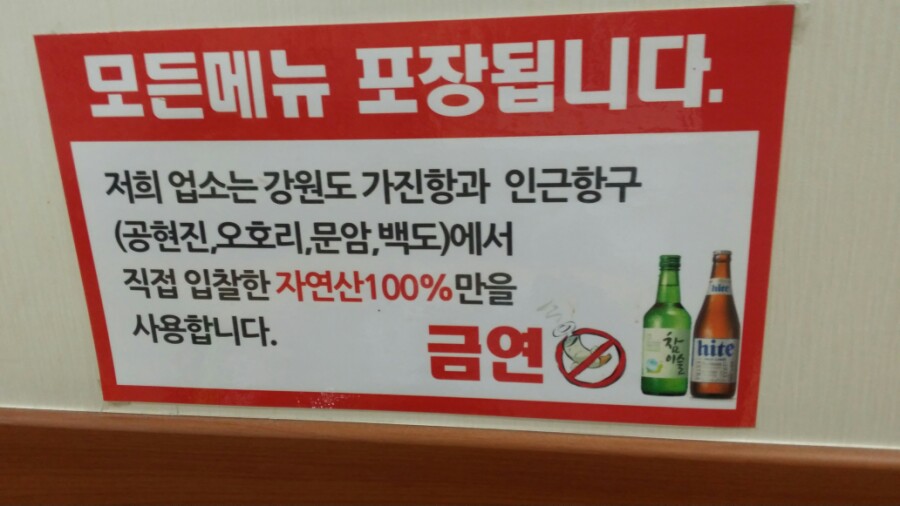 모든메뉴 포장됩니다.
저희 업소는 강원도 가진항과 인근항구
(공현진,오호리,문암,백도)에서
직접 입찰한 자연산100%만을
사용합니다.
금연
참
이슬
hite
hite